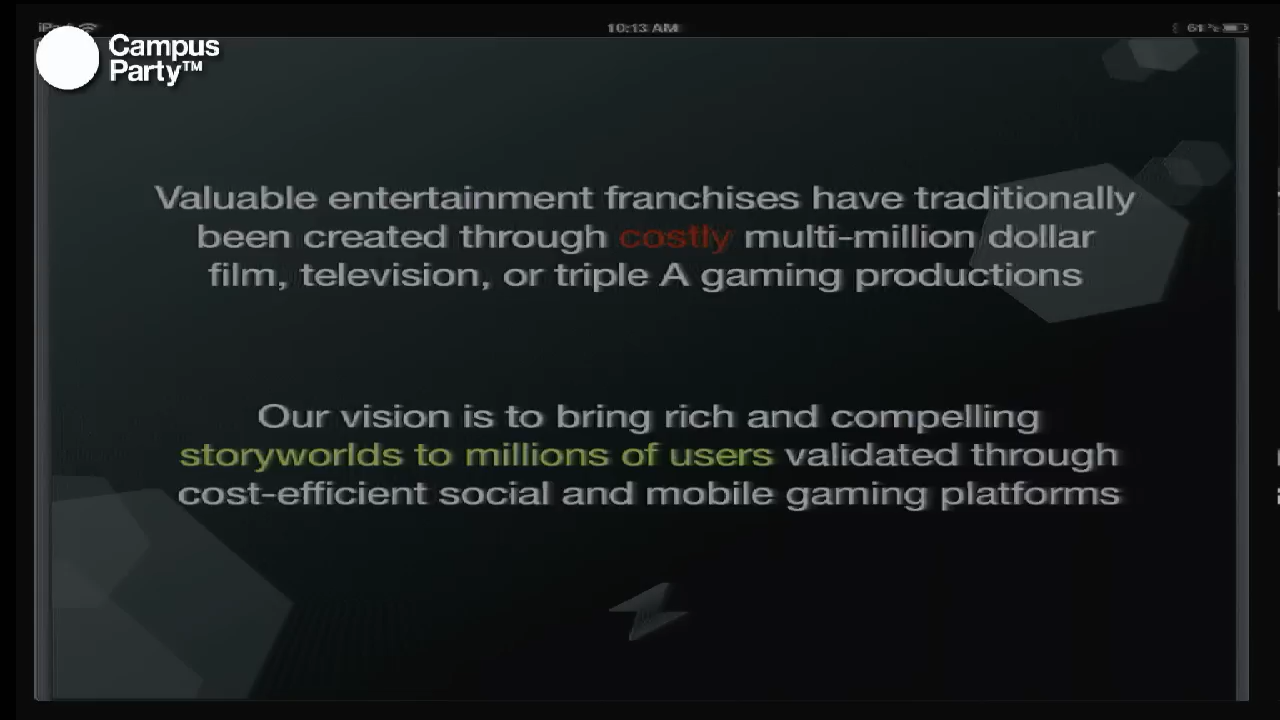 iPad
10:13 AM
61%
Campus
Party™
Valuable entertainment franchises have traditionally
been created through costly multi-million dollar
film, television, or triple A gaming productions
Our vision is to bring rich and compelling
storyworlds to millions of users validated through
cost-efficient social and mobile gaming platforms